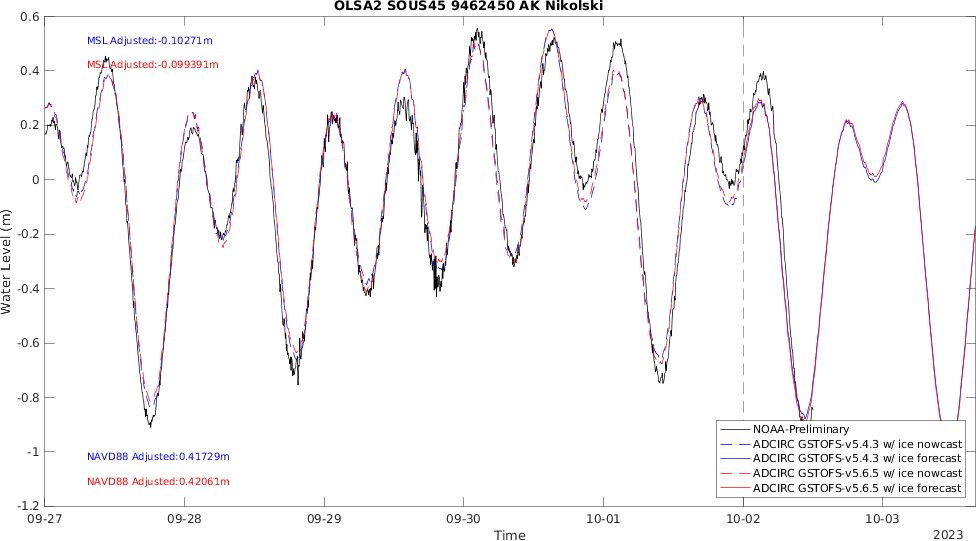 OLSA2 SOUS45 9462450 AK Nikolski
0.6
0.4
0.2
0
-0.2
-0.4
-0.6
-0.8
-1
-1.2
Water Level (m)
MSL Adjusted:-0.10271m
MSL Adjusted:-0.099391m
NAVD88 Adjusted:0.41729m
NAVD88 Adjusted:0.42061m
NOAA-Preliminary
ADCIRC GSTOFS-v5.4.3 w/ ice nowcast
ADCIRC GSTOFS-v5.4.3 w/ ice forecast
ADCIRC GSTOFS-v5.6.5 w/ ice nowcast
ADCIRC GSTOFS-v5.6.5 w/ ice forecast
09-27 09-28 09-29 09-30 10-01 10-02 10-03
Time
2023